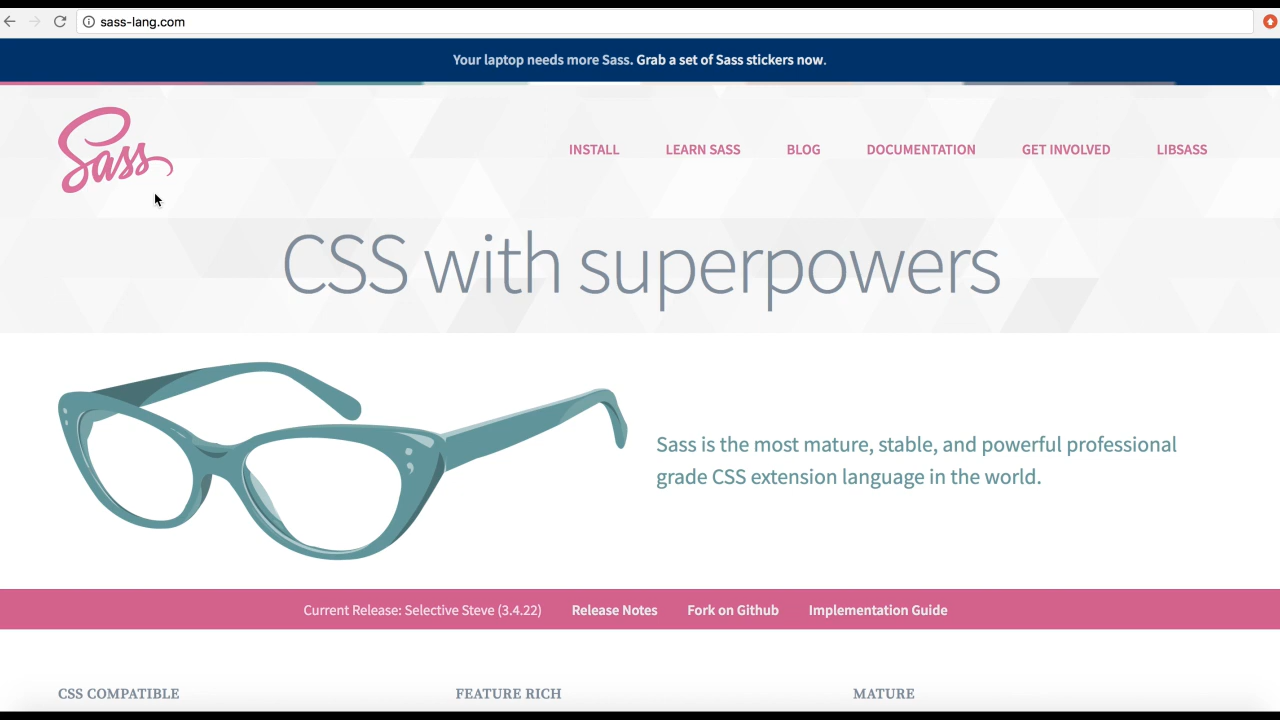 sass-lang.com
Your laptop needs more Sass. Grab a set of Sass stickers now.
Sass
INSTALL LEARN SASS BLOG DOCUMENTATION GET INVOLVED LIBSASS
CSS with superpowers
Sass is the most mature, stable, and powerful professional
grade CSS extension language in the world.
Current Release: Selective Steve (3.4.22) Release Notes Fork on Github Implementation Guide
CSS COMPATIBLE FEATURE RICH MATURE